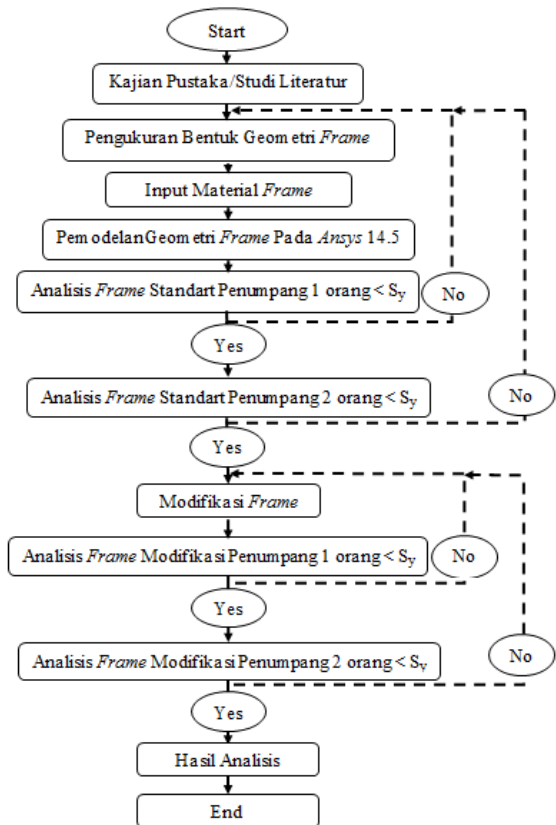 Start
Kajian Pustaka/Studi Literatur
Pengukuran Bentuk Geometri Frame
Input Material Frame
Pemodelan Geometri Frame Pada Ansys 14.5
Analisis Frame Standart Penumpang 1 orang < Sy
No
Yes
Analisis Frame Standart Penumpang 2 orang < Sy
No
Yes
Modifikasi Frame
Analisis Frame Modifikasi Penumpang 1 orang < Sy
No
Yes
Analisis Frame Modifikasi Penumpang 2 orang < Sy
No
Yes
Hasil Analisis
End